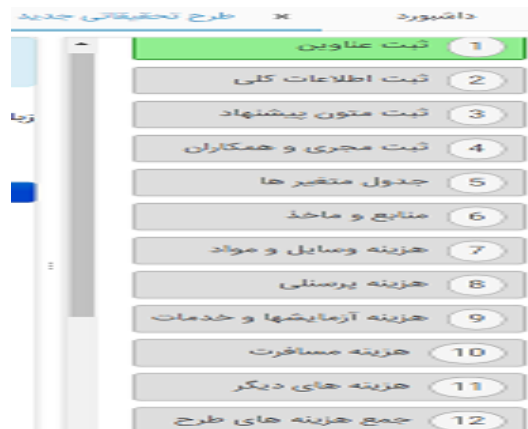 داشبورد × طرح تحقیقاتی جدید
1 ثبت عناوین
2 ثبت اطلاعات کلی
3 ثبت متون پیشنهاد
4 ثبت مجری و همکاران
5 جدول متغیر ها
6 منابع و ماخذ
7 هزینه وسایل و مواد
8 هزینه پرسنلی
9 هزینه آزمایشها و خدمات
10 هزینه مسافرت
11 هزینه های دیگر
12 جمع هزینه های طرح